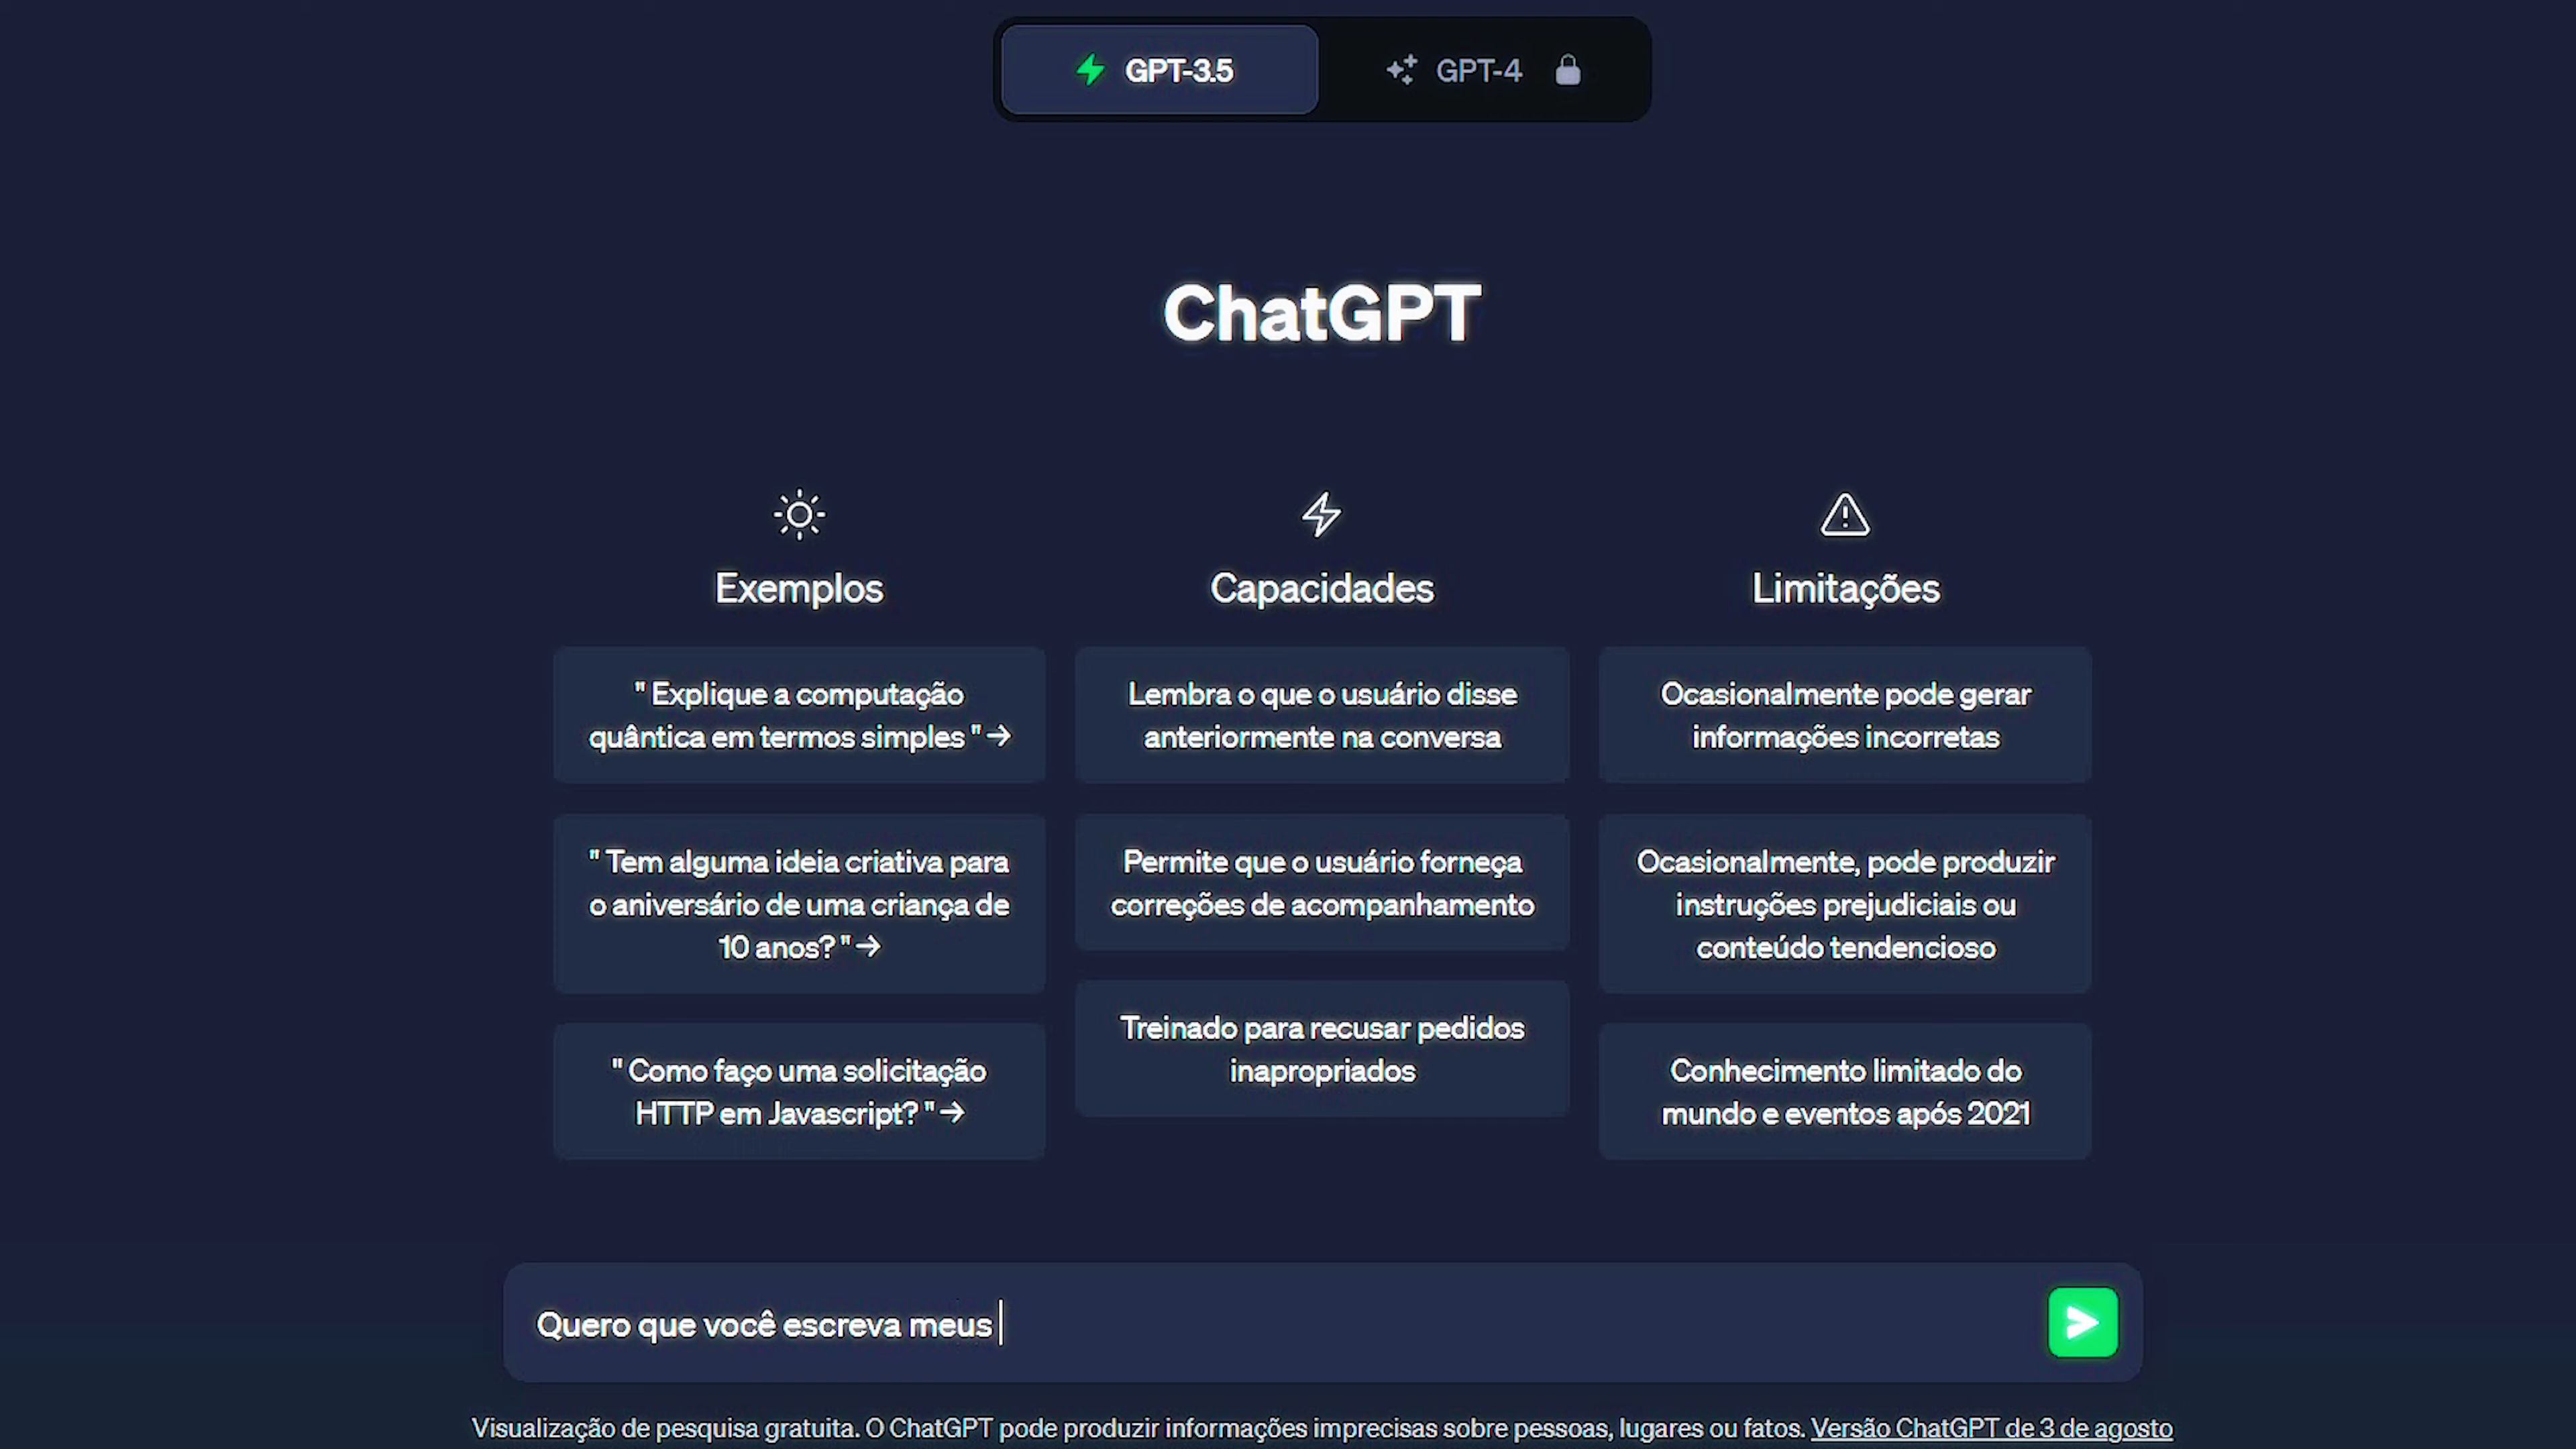 GPT-3.5
GPT-4
ChatGPT
Exemplos
" Explique a computação
quântica em termos simples " →
" Tem alguma ideia criativa para
o aniversário de uma criança de
10 anos? " →
" Como faço uma solicitação
HTTP em Javascript? " →
Capacidades
Lembra o que o usuário disse
anteriormente na conversa
Permite que o usuário forneça
correções de acompanhamento
Treinado para recusar pedidos
inapropriados
Limitações
Ocasionalmente pode gerar
informações incorretas
Ocasionalmente, pode produzir
instruções prejudiciais ou
conteúdo tendencioso
Conhecimento limitado do
mundo e eventos após 2021
Quero que você escreva meus
Visualização de pesquisa gratuita. O ChatGPT pode produzir informações imprecisas sobre pessoas, lugares ou fatos. Versão ChatGPT de 3 de agosto